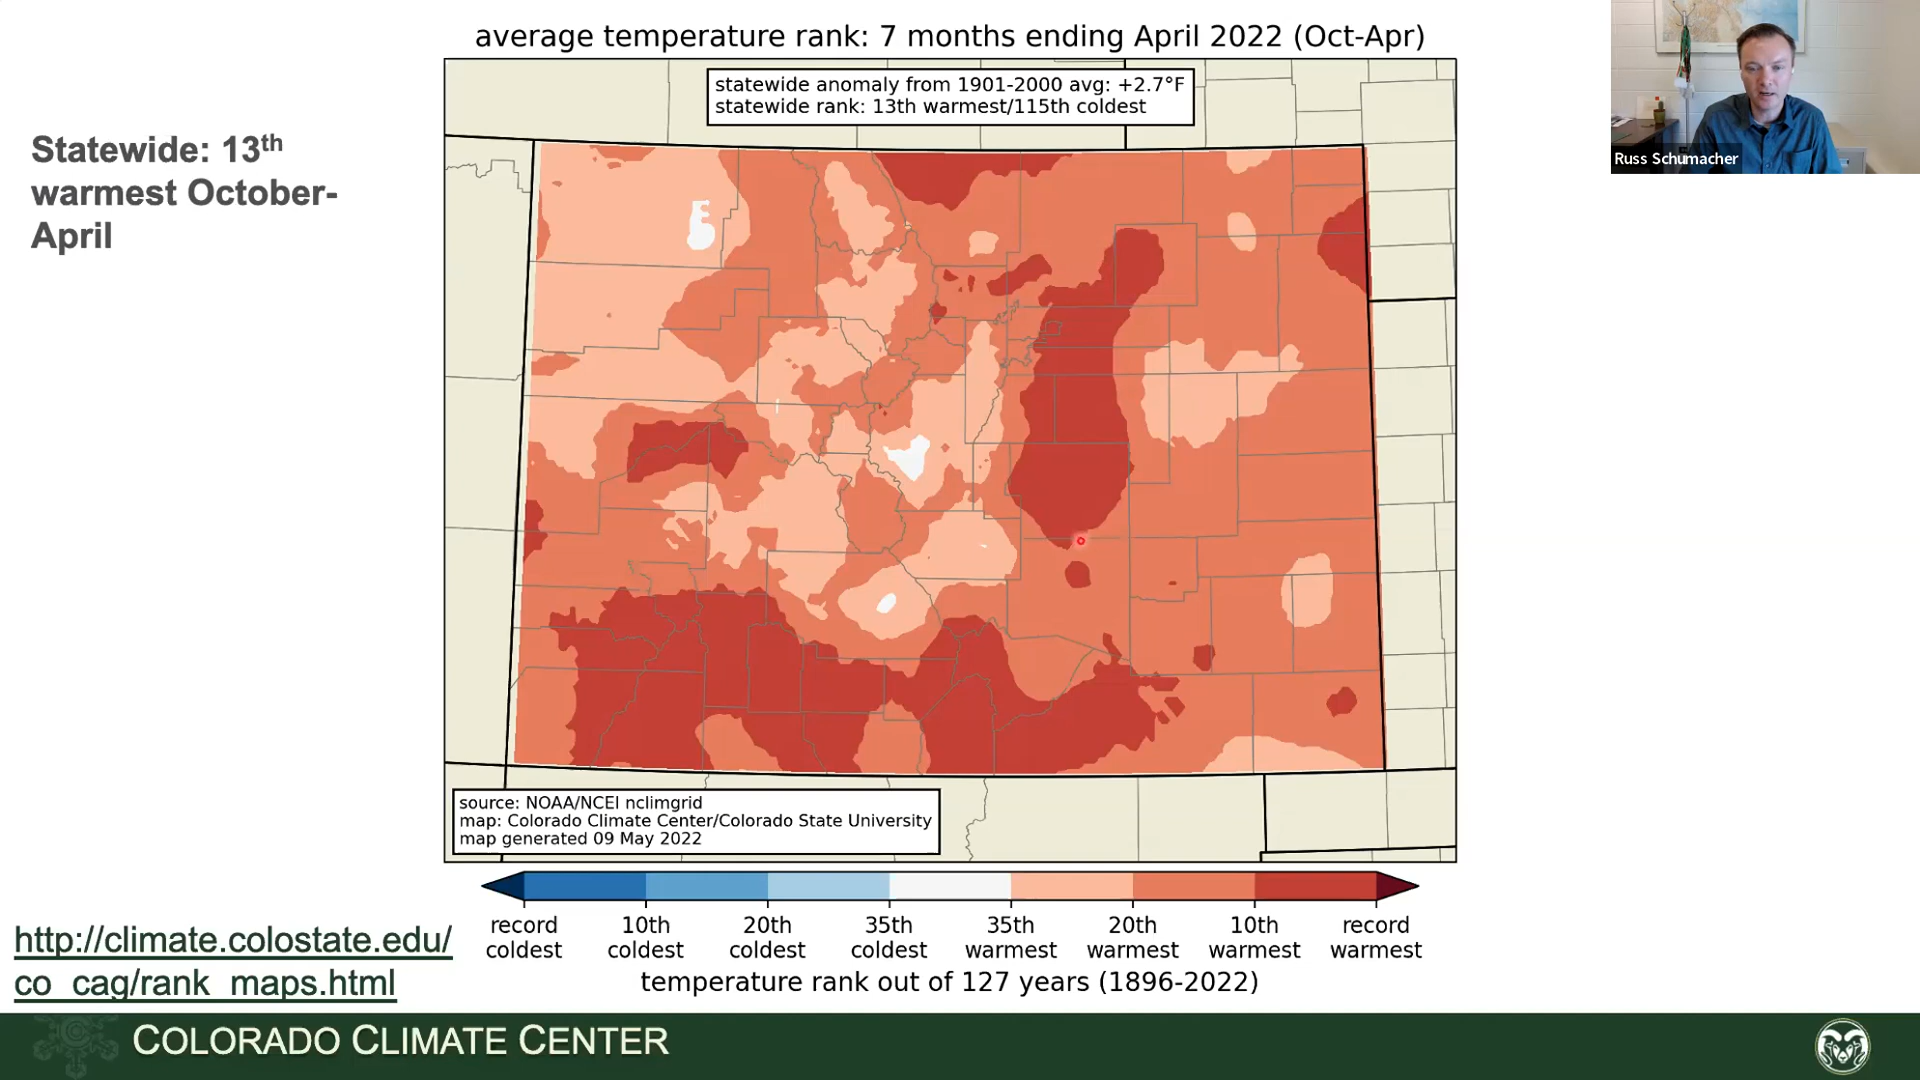 average temperature rank: 7 months ending April 2022 (Oct-Apr)
statewide anomaly from 1901-2000 avg: +2.7°F
statewide rank: 13th warmest/115th coldest
Statewide: 13th
warmest October-
April
Russ Schumacher
source: NOAA/NCEI nclimgrid
map: Colorado Climate Center/Colorado State University
map generated 09 May 2022
record coldest
10th coldest
20th coldest
35th coldest
35th warmest
20th warmest
10th warmest
record warmest
temperature rank out of 127 years (1896-2022)
http://climate.colostate.edu/
co_cag/rank_maps.html
COLORADO CLIMATE CENTER